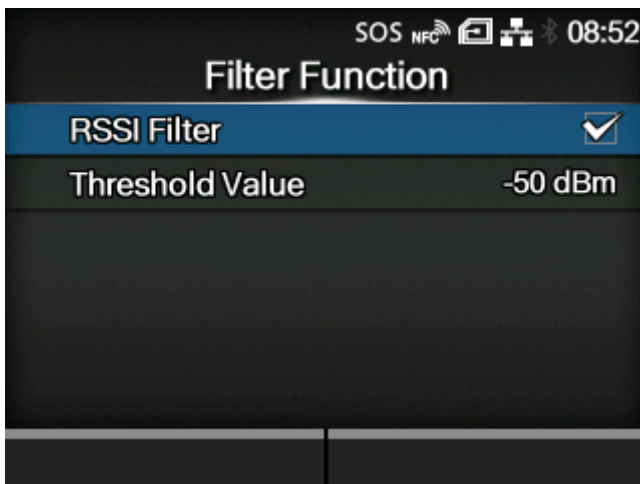 SOS NFC 08:52
Filter Function
RSSI Filter
Threshold Value -50 dBm